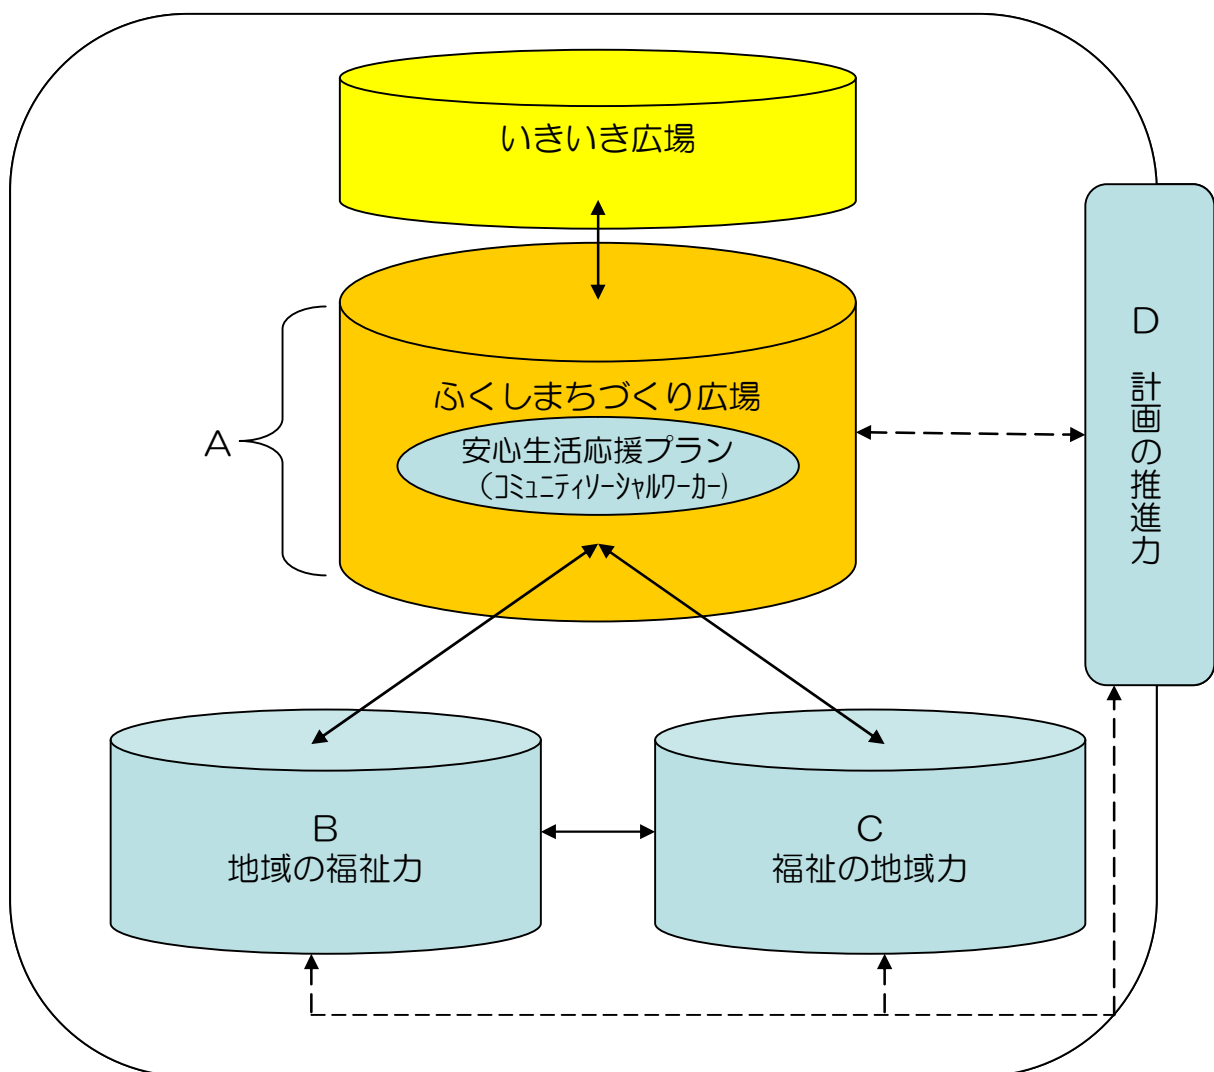 いきいき広場
ふくしまちづくり広場
安心生活応援プラン
（ｺﾐｭﾆﾃｨｿｰｼｬﾙﾜｰｶｰ）
A
D 計画の推進力
B
地域の福祉力
C
福祉の地域力